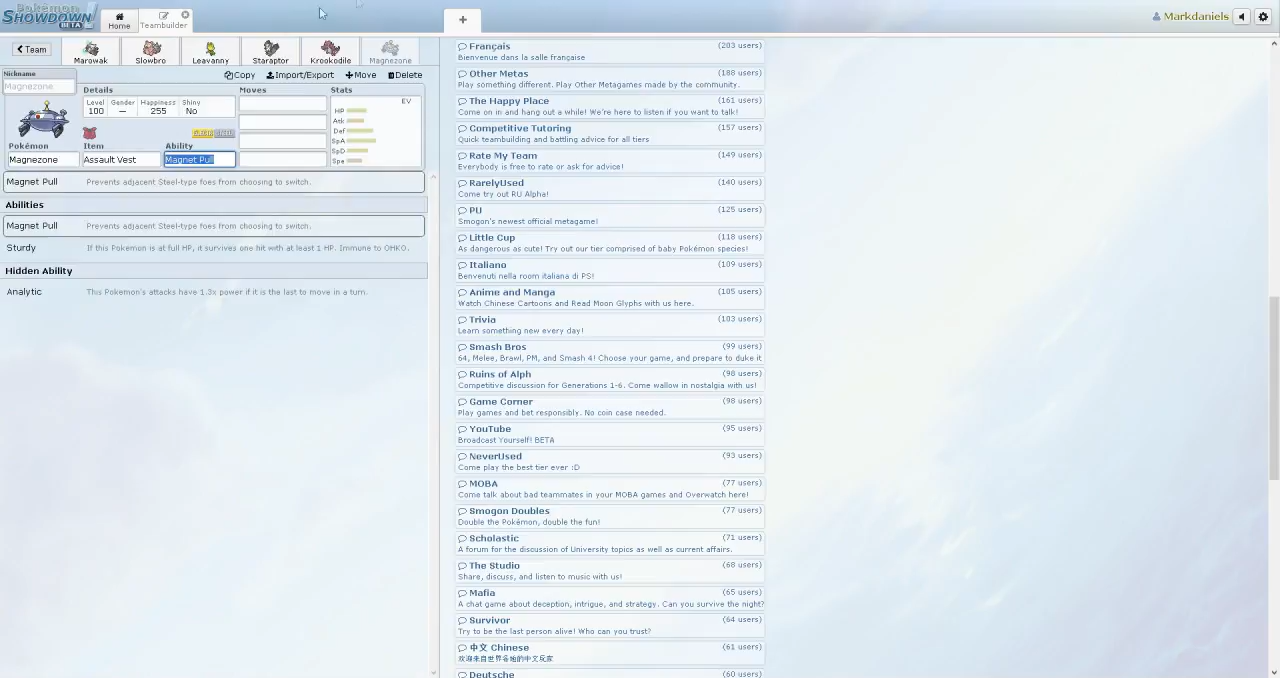 Pokémon
SHOWDOWN
BETA
Home
Teambuilder
+
Markdaniels
Team
Marowak
Slowbro
Leavanny
Staraptor
Krookodile
Magnezone
Nickname
Magnezone
Copy
Import/Export
Move
Delete
Details
Level
100
Gender
—
Happiness
255
Shiny
No
Moves
Stats
EV
HP
Atk
Def
SpA
SpD
Spe
ELECTR
STEEL
Pokémon
Magnezone
Item
Assault Vest
Ability
Magnet Pull
Magnet Pull Prevents adjacent Steel-type foes from choosing to switch.
Abilities
Magnet Pull Prevents adjacent Steel-type foes from choosing to switch.
Sturdy If this Pokemon is at full HP, it survives one hit with at least 1 HP. Immune to OHKO.
Hidden Ability
Analytic This Pokemon's attacks have 1.3x power if it is the last to move in a turn.
Français (203 users)
Bienvenue dans la salle française
Other Metas (188 users)
Play something different. Play Other Metagames made by the community.
The Happy Place (161 users)
Come on in and hang out a while! We're here to listen if you want to talk!
Competitive Tutoring (157 users)
Quick teambuilding and battling advice for all tiers
Rate My Team (149 users)
Everybody is free to rate or ask for advice!
RarelyUsed (140 users)
Come try out RU Alpha!
PU (125 users)
Smogon's newest official metagame!
Little Cup (118 users)
As dangerous as cute! Try out our tier comprised of baby Pokémon species!
Italiano (109 users)
Benvenuti nella room italiana di PS!
Anime and Manga (105 users)
Watch Chinese Cartoons and Read Moon Glyphs with us here.
Trivia (103 users)
Learn something new every day!
Smash Bros (99 users)
64, Melee, Brawl, PM, and Smash 4! Choose your game, and prepare to duke it
Ruins of Alph (98 users)
Competitive discussion for Generations 1-6. Come wallow in nostalgia with us!
Game Corner (98 users)
Play games and bet responsibly. No coin case needed.
YouTube (95 users)
Broadcast Yourself! BETA
NeverUsed (93 users)
Come play the best tier ever :D
MOBA (77 users)
Come talk about bad teammates in your MOBA games and Overwatch here!
Smogon Doubles (77 users)
Double the Pokémon, double the fun!
Scholastic (71 users)
A forum for the discussion of University topics as well as current affairs.
The Studio (68 users)
Share, discuss, and listen to music with us!
Mafia (65 users)
A chat game about deception, intrigue, and strategy. Can you survive the night?
Survivor (64 users)
Try to be the last person alive! Who can you trust?
中文 Chinese (61 users)
欢迎来自世界各地的中文玩家
Deutsche (60 users)